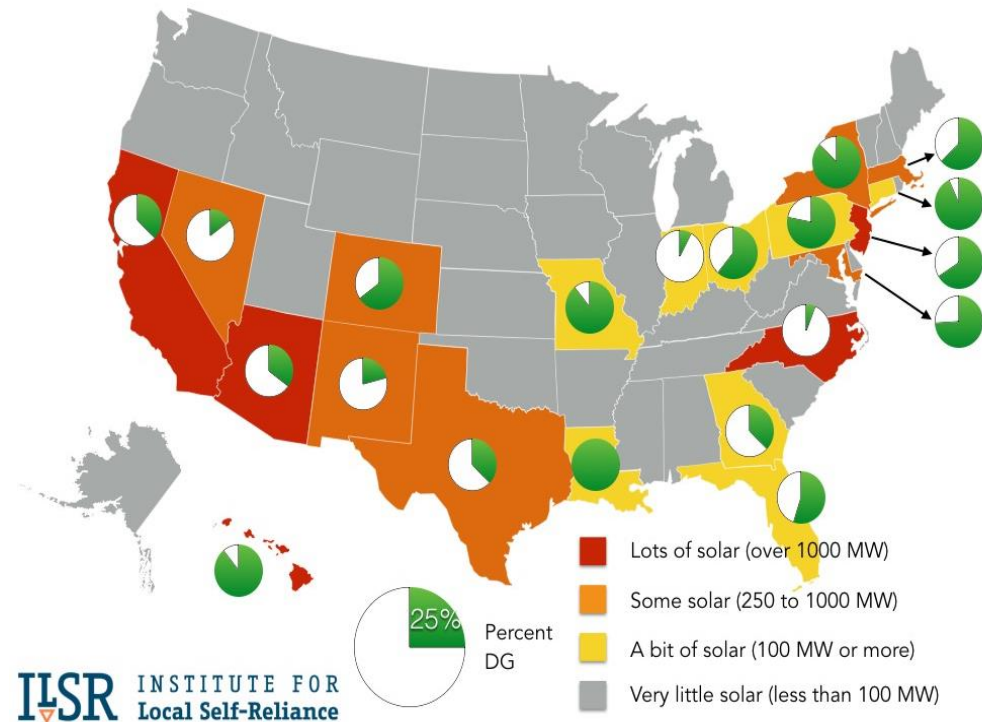 25%
Percent
DG
Lots of solar (over 1000 MW)
Some solar (250 to 1000 MW)
A bit of solar (100 MW or more)
Very little solar (less than 100 MW)
ILSR
INSTITUTE FOR
Local Self-Reliance